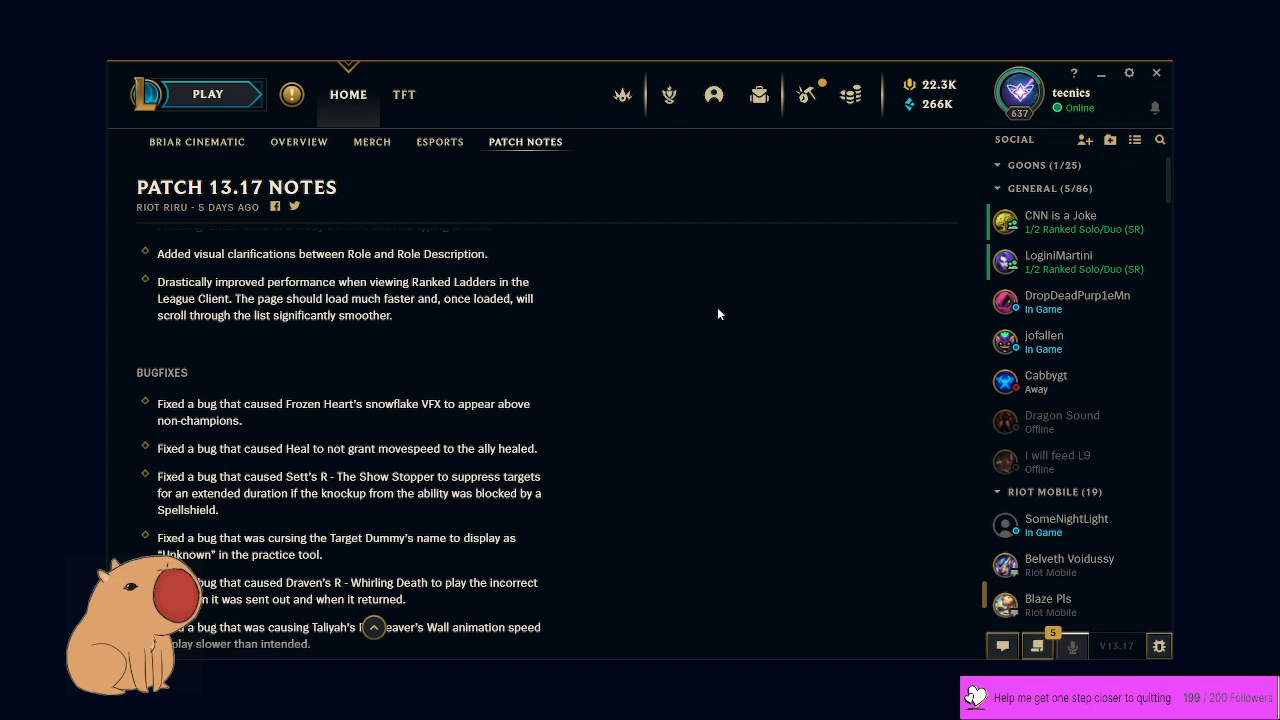 PLAY
HOME
TFT
22.3K
266K
637
tecnics
Online
BRIAR CINEMATIC
OVERVIEW
MERCH
ESPORTS
PATCH NOTES
PATCH 13.17 NOTES
RIOT RIRU - 5 DAYS AGO
Added visual clarifications between Role and Role Description.
Drastically improved performance when viewing Ranked Ladders in the
League Client. The page should load much faster and, once loaded, will
scroll through the list significantly smoother.
BUGFIXES
Fixed a bug that caused Frozen Heart's snowflake VFX to appear above
non-champions.
Fixed a bug that caused Heal to not grant movespeed to the ally healed.
Fixed a bug that caused Sett's R - The Show Stopper to suppress targets
for an extended duration if the knockup from the ability was blocked by a
Spellshield.
Fixed a bug that was cursing the Target Dummy's name to display as
“Unknown” in the practice tool.
bug that caused Draven's R - Whirling Death to play the incorrect
it was sent out and when it returned.
a bug that was causing Taliyah's eaver's Wall animation speed
play slower than intended.
SOCIAL
GOONS (1/25)
GENERAL (5/86)
CNN is a Joke
1/2 Ranked Solo/Duo (SR)
LoginiMartini
1/2 Ranked Solo/Duo (SR)
DropDeadPurp1eMn
In Game
jofallen
In Game
Cabbygt
Away
Dragon Sound
Offline
I will feed L9
Offline
RIOT MOBILE (19)
SomeNightLight
In Game
Belveth Voidussy
Riot Mobile
Blaze Pls
Riot Mobile
5
V13.17
Help me get one step closer to quitting
199 / 200 Followers